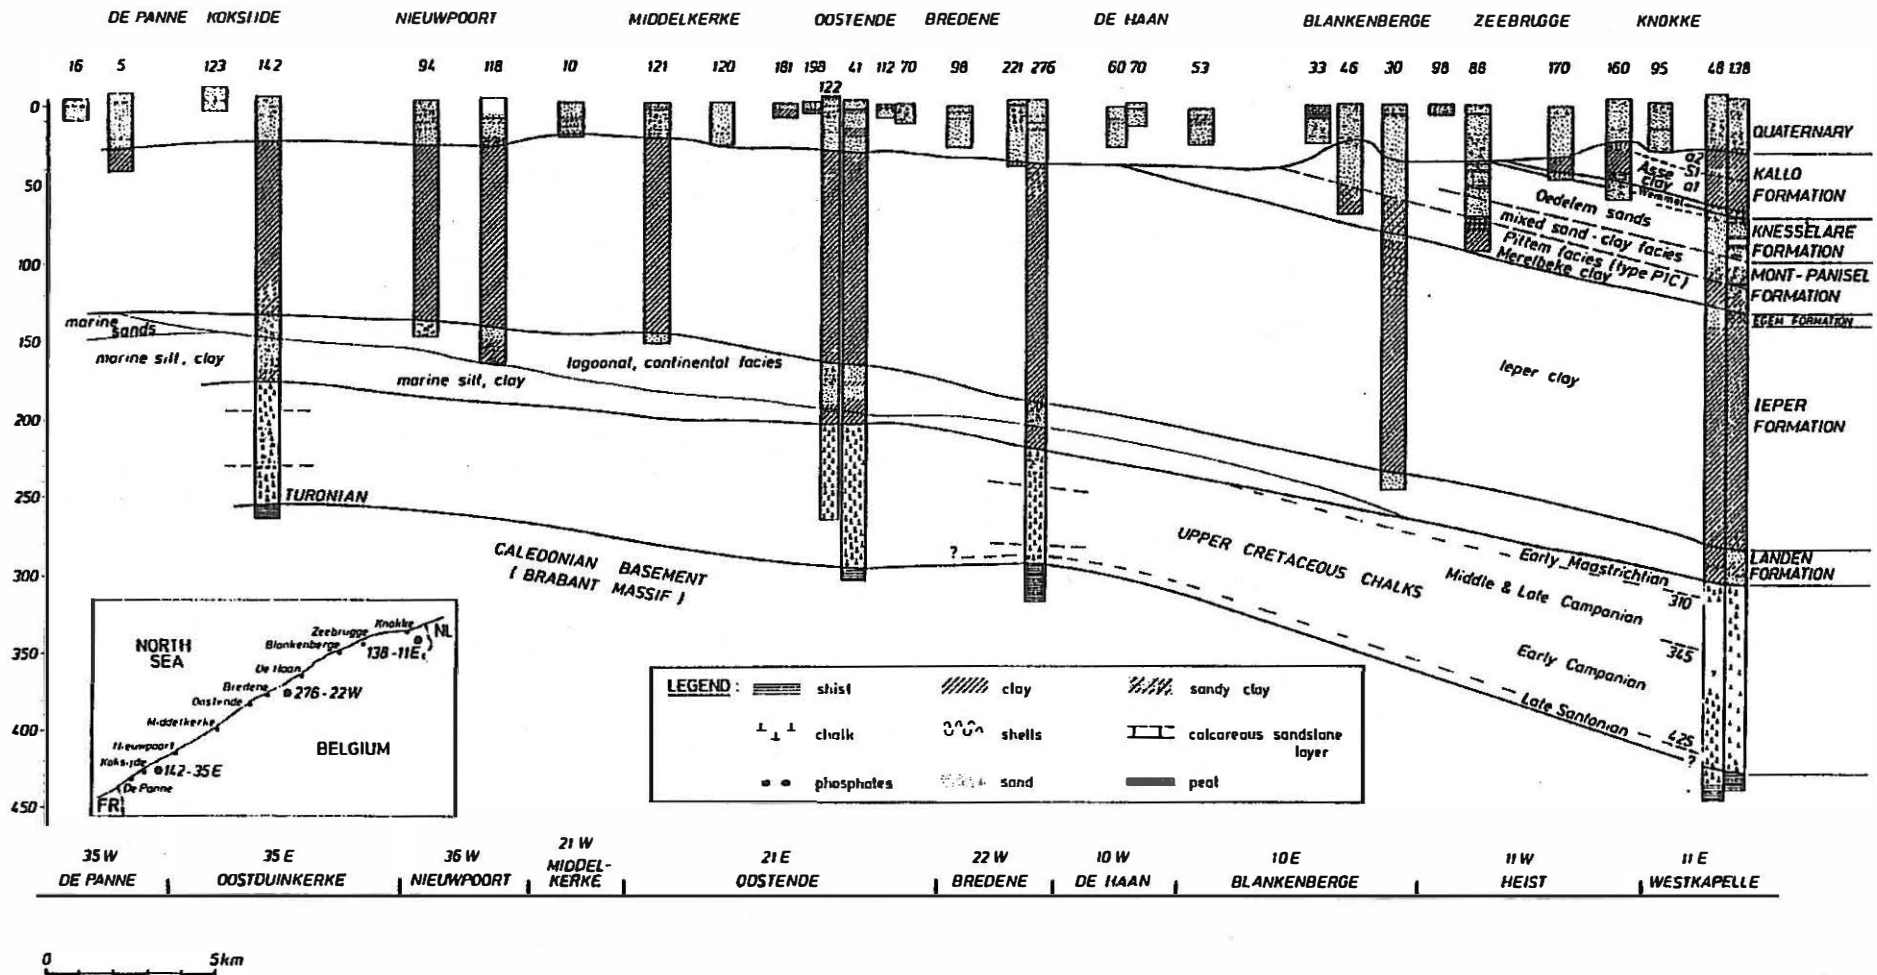 DE PANNE KOKSIJDE NIEUWPOORT MIDDELKERKE OOSTENDE BREDENE DE HAAN BLANKENBERGE ZEEBRUGGE KNOKKE
16 5 123 142 94 118 10 121 120 181 198 41 112 70 98 221 276 60 70 53 33 46 30 98 88 170 160 95 48 138
122
0
50
100
150
200
250
300
350
400
450
QUATERNARY
KALLO
FORMATION
KNESSELARE
FORMATION
MONT-PANISEL
FORMATION
EGEM FORMATION
IEPER
FORMATION
LANDEN
FORMATION
a2
S1
Asse
clay a1
Wemmel
Oedelem sands
mixed sand-clay facies
Pittem facies (type P1C)
Merelbeke clay
marine
sands
marine silt, clay
marine silt, clay
lagoonal, continental facies
Ieper clay
TURONIAN
CALEDONIAN BASEMENT
( BRABANT MASSIF )
?
UPPER CRETACEOUS CHALKS
Early Maastrichtian
310
Middle & Late Campanian
345
Early Campanian
Late Santonian
425
?
NORTH
SEA
Knokke
NL
Zeebrugge
Blankenberge
138-11E
De Haan
Bredene
276-22W
Oostende
Middelkerke
BELGIUM
Nieuwpoort
Koksijde
142-35E
De Panne
FR
LEGEND: shist clay sandy clay
chalk shells calcareous sandstone
layer
phosphates sand peat
35 W 35 E 36 W 21 W 21 E 22 W 10 W 10 E 11 W 11 E
DE PANNE OOSTDUINKERKE NIEUWPOORT MIDDEL-
KERKE OOSTENDE BREDENE DE HAAN BLANKENBERGE HEIST WESTKAPELLE
0 5km